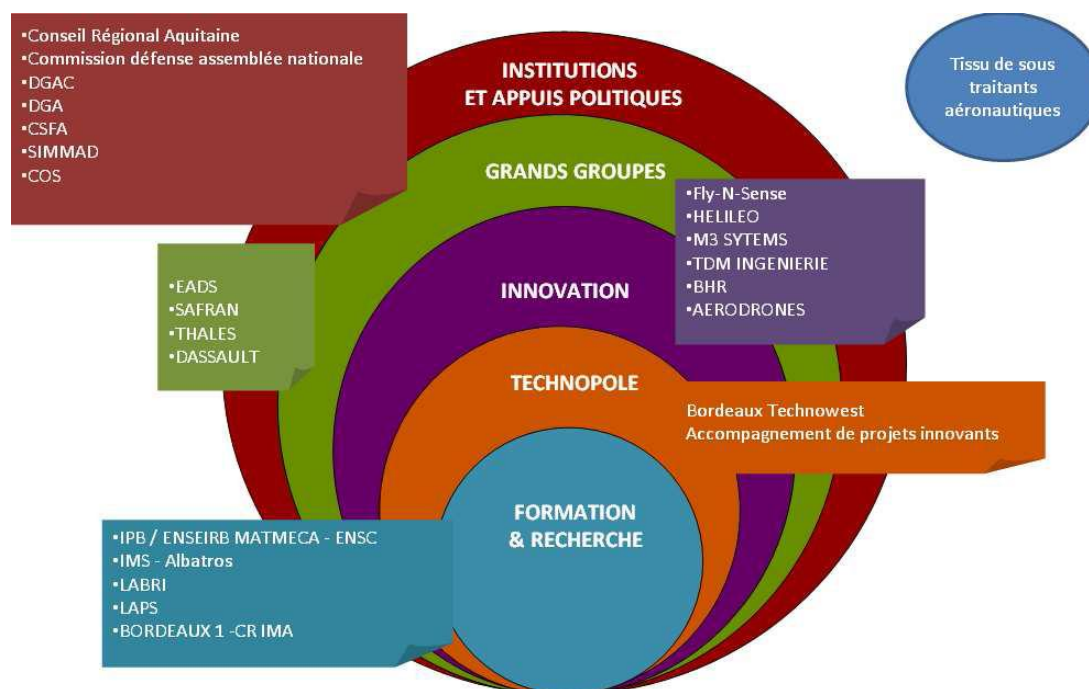 •Conseil Régional Aquitaine
•Commission défense assemblée nationale
•DGAC
•DGA
•CSFA
•SIMMAD
•COS
INSTITUTIONS
ET APPUIS POLITIQUES
Tissu de sous
traitants
aéronautiques
GRANDS GROUPES
•Fly-N-Sense
•HELILEO
•M3 SYTEMS
•TDM INGENIERIE
•BHR
•AERODRONES
•EADS
•SAFRAN
•THALES
•DASSAULT
INNOVATION
TECHNOPOLE
Bordeaux Technowest
Accompagnement de projets innovants
FORMATION
& RECHERCHE
•IPB / ENSEIRB MATMECA - ENSC
•IMS - Albatros
•LABRI
•LAPS
•BORDEAUX 1 -CR IMA